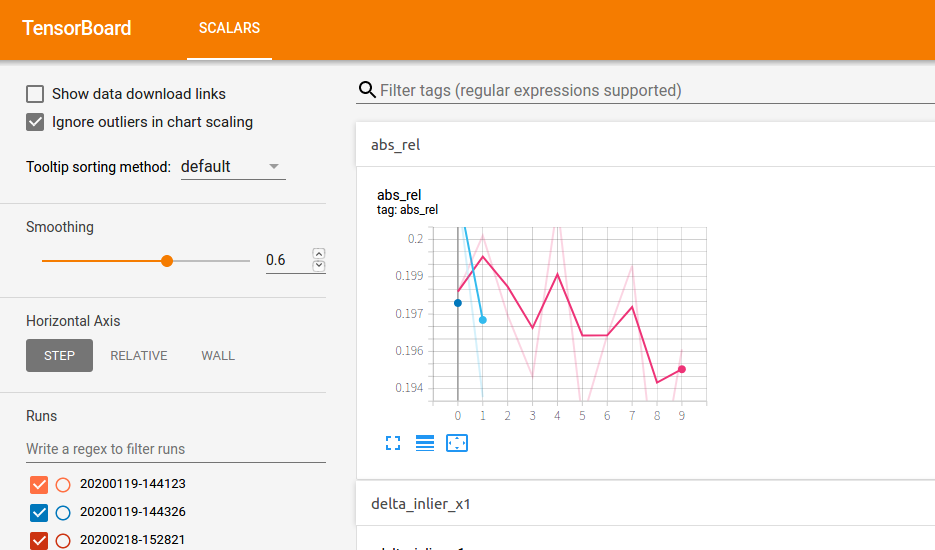 TensorBoard
SCALARS
Show data download links
Ignore outliers in chart scaling
Tooltip sorting method: default
Smoothing
0.6
Horizontal Axis
STEP RELATIVE WALL
Runs
Write a regex to filter runs
20200119-144123
20200119-144326
20200218-152821
Filter tags (regular expressions supported)
abs_rel
abs_rel
tag: abs_rel
0.2
0.199
0.197
0.196
0.194
0 1 2 3 4 5 6 7 8 9
delta_inlier_x1